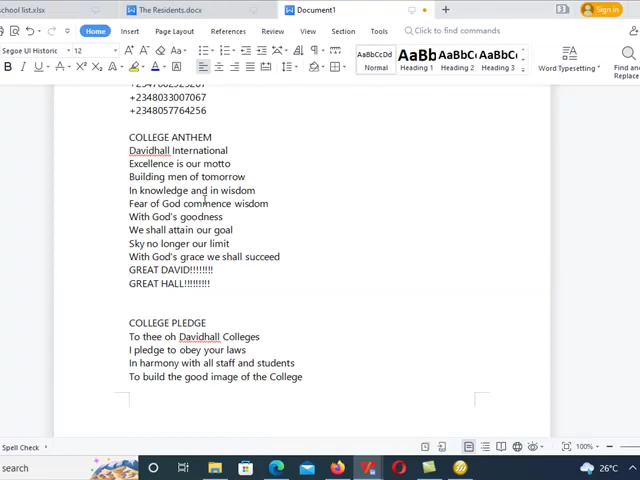 school list.xlsx
The Residents.docx
Document1
3
Sign in
Home
Insert
Page Layout
References
Review
View
Section
Tools
Click to find commands
Segoe UI Historic
AaBbCcDd
AaBb
AaBbC
AaBbC
Normal
Heading 1
Heading 2
Heading 3
Word Typesetting
Find and
Replac
+2348033007067
+2348057764256
COLLEGE ANTHEM
Davidhall International
Excellence is our motto
Building men of tomorrow
In knowledge and in wisdom
Fear of God commence wisdom
With God's goodness
We shall attain our goal
Sky no longer our limit
With God's grace we shall succeed
GREAT DAVID!!!!!!!!
GREAT HALL!!!!!!!!!
COLLEGE PLEDGE
To thee oh Davidhall Colleges
I pledge to obey your laws
In harmony with all staff and students
To build the good image of the College
Spell Check
100%
search
26°C